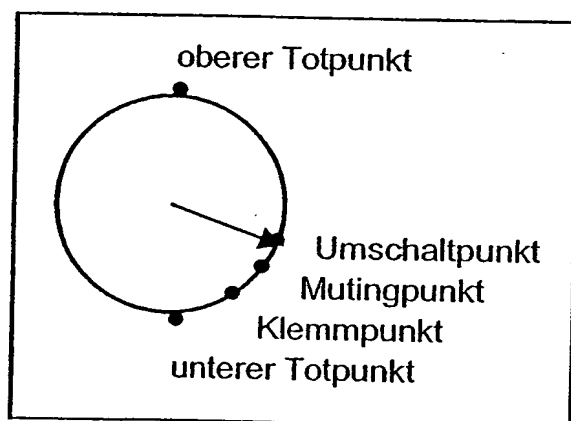 oberer Totpunkt
Umschaltpunkt
Mutingpunkt
Klemmpunkt
unterer Totpunkt